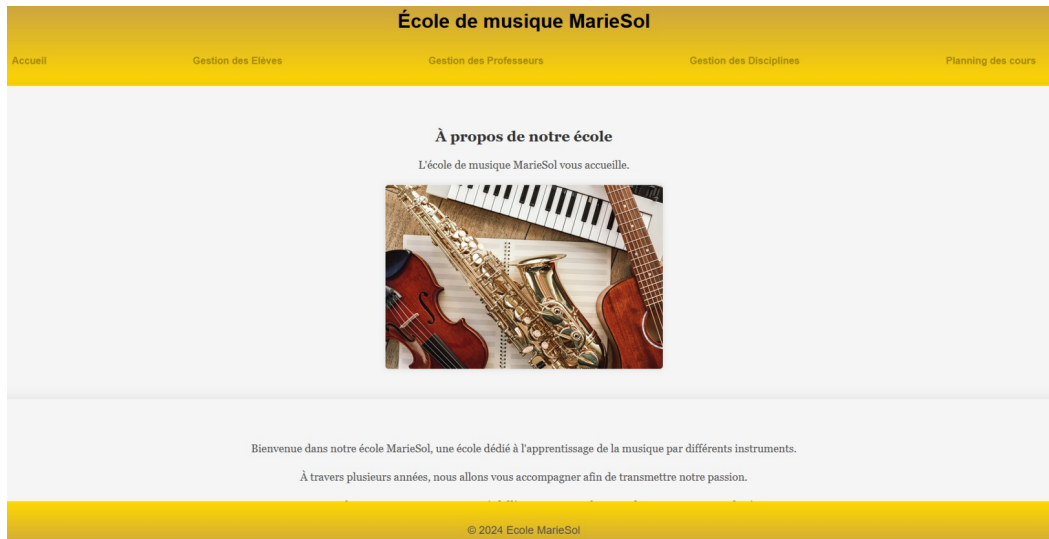 École de musique MarieSol
Accueil Gestion des Elèves Gestion des Professeurs Gestion des Disciplines Planning des cours
À propos de notre école
L'école de musique MarieSol vous accueille.
Bienvenue dans notre école MarieSol, une école dédié à l'apprentissage de la musique par différents instruments.
À travers plusieurs années, nous allons vous accompagner afin de transmettre notre passion.
© 2024 Ecole MarieSol